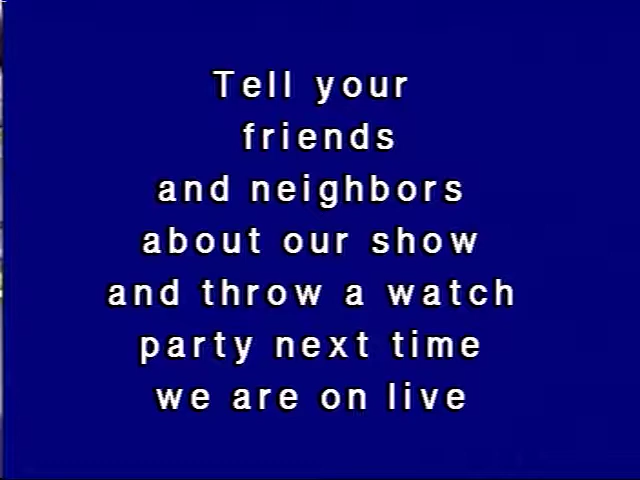 Tell your
friends
and neighbors
about our show
and throw a watch
party next time
we are on live